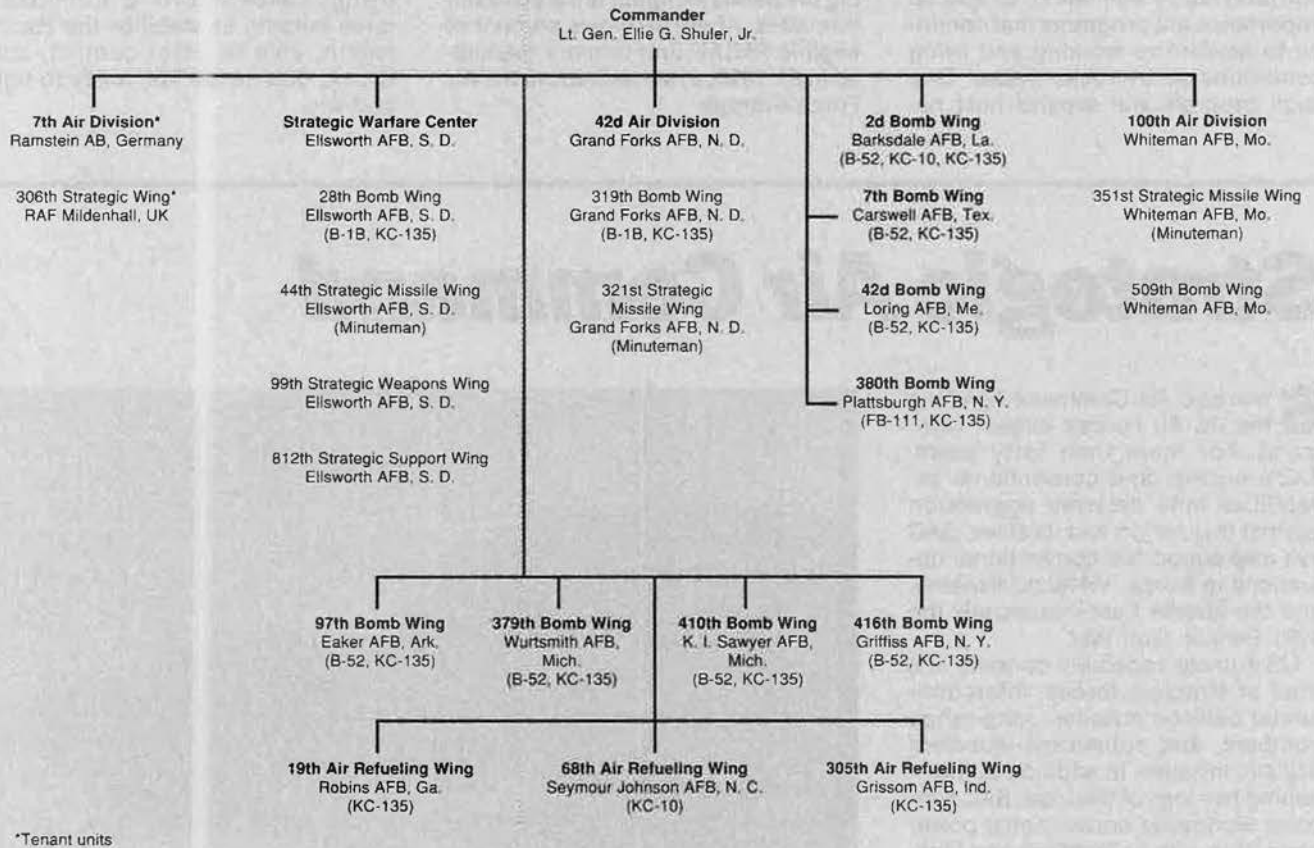 Commander
Lt. Gen. Ellie G. Shuler, Jr.
7th Air Division*
Ramstein AB, Germany
306th Strategic Wing*
RAF Mildenhall, UK
Strategic Warfare Center
Ellsworth AFB, S. D.
28th Bomb Wing
Ellsworth AFB, S. D.
(B-1B, KC-135)
44th Strategic Missile Wing
Ellsworth AFB, S. D.
(Minuteman)
99th Strategic Weapons Wing
Ellsworth AFB, S. D.
812th Strategic Support Wing
Ellsworth AFB, S. D.
42d Air Division
Grand Forks AFB, N. D.
319th Bomb Wing
Grand Forks AFB, N. D.
(B-1B, KC-135)
321st Strategic
Missile Wing
Grand Forks AFB, N. D.
(Minuteman)
2d Bomb Wing
Barksdale AFB, La.
(B-52, KC-10, KC-135)
7th Bomb Wing
Carswell AFB, Tex.
(B-52, KC-135)
42d Bomb Wing
Loring AFB, Me.
(B-52, KC-135)
380th Bomb Wing
Plattsburgh AFB, N. Y.
(FB-111, KC-135)
100th Air Division
Whiteman AFB, Mo.
351st Strategic Missile Wing
Whiteman AFB, Mo.
(Minuteman)
509th Bomb Wing
Whiteman AFB, Mo.
97th Bomb Wing
Eaker AFB, Ark.
(B-52, KC-135)
379th Bomb Wing
Wurtsmith AFB,
Mich.
(B-52, KC-135)
410th Bomb Wing
K. I. Sawyer AFB,
Mich.
(B-52, KC-135)
416th Bomb Wing
Griffiss AFB, N. Y.
(B-52, KC-135)
19th Air Refueling Wing
Robins AFB, Ga.
(KC-135)
68th Air Refueling Wing
Seymour Johnson AFB, N. C.
(KC-10)
305th Air Refueling Wing
Grissom AFB, Ind.
(KC-135)
*Tenant units